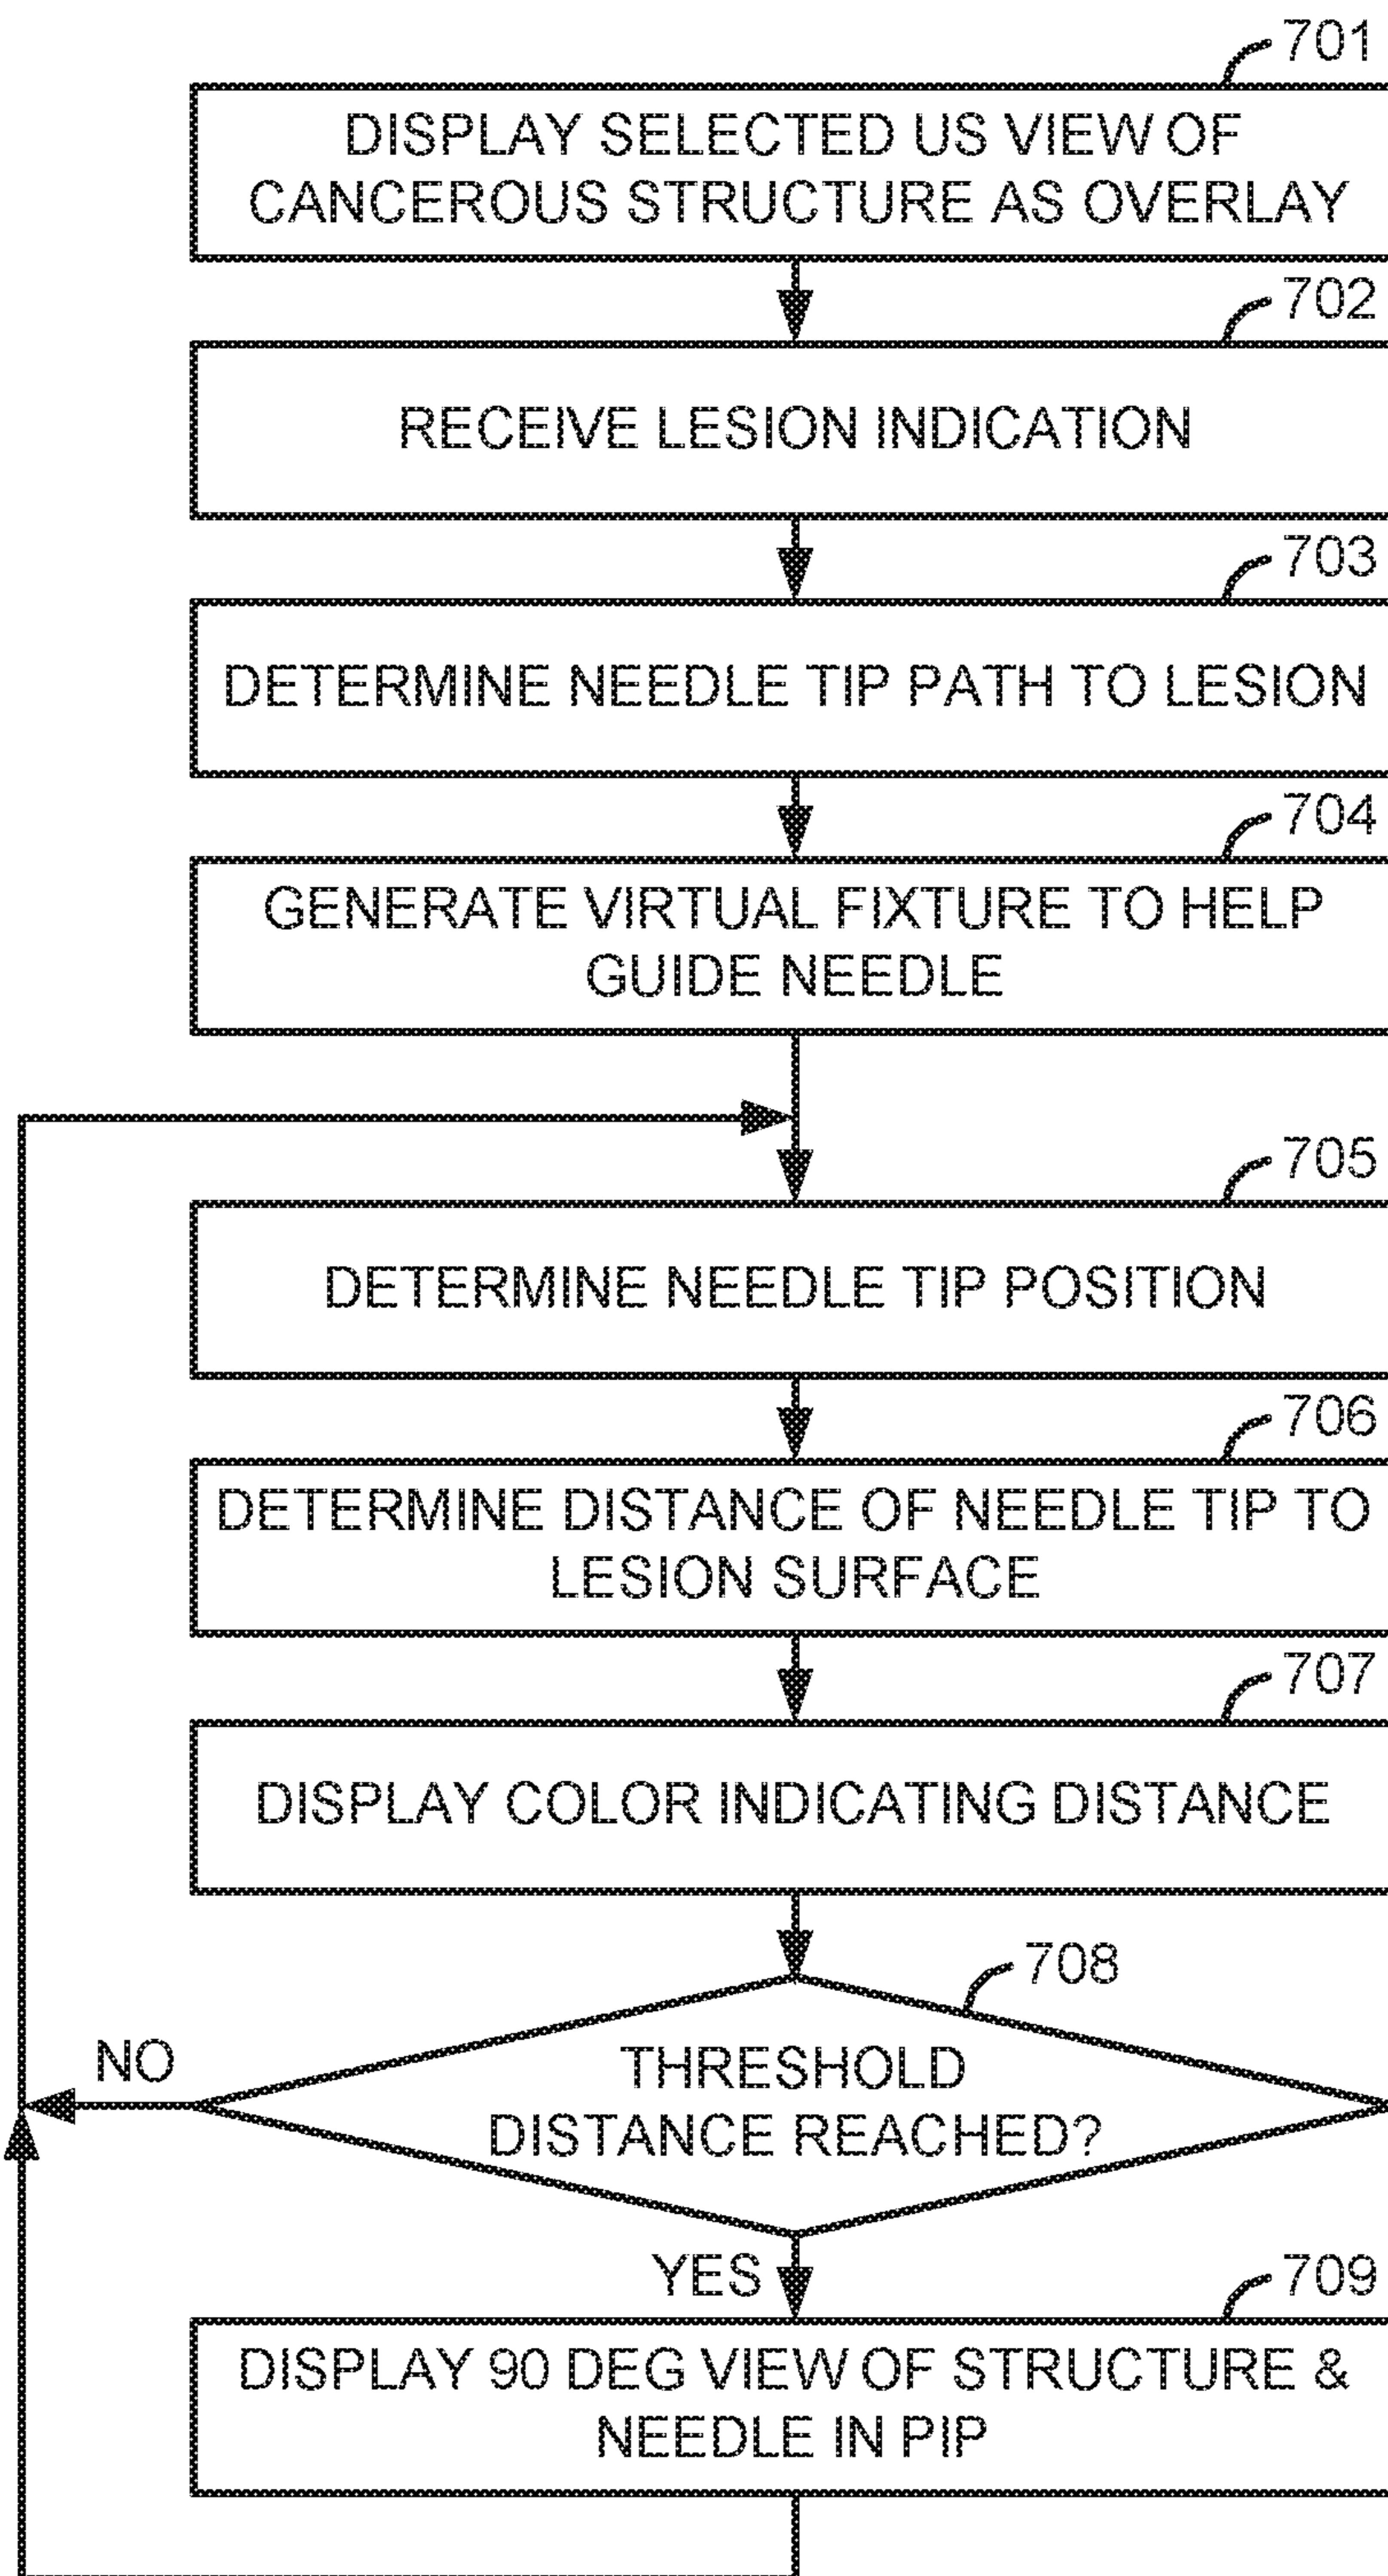 701
DISPLAY SELECTED US VIEW OF
CANCEROUS STRUCTURE AS OVERLAY
702
RECEIVE LESION INDICATION
703
DETERMINE NEEDLE TIP PATH TO LESION
704
GENERATE VIRTUAL FIXTURE TO HELP
GUIDE NEEDLE
705
DETERMINE NEEDLE TIP POSITION
706
DETERMINE DISTANCE OF NEEDLE TIP TO
LESION SURFACE
707
DISPLAY COLOR INDICATING DISTANCE
708
NO
THRESHOLD
DISTANCE REACHED?
YES
709
DISPLAY 90 DEG VIEW OF STRUCTURE &
NEEDLE IN PIP